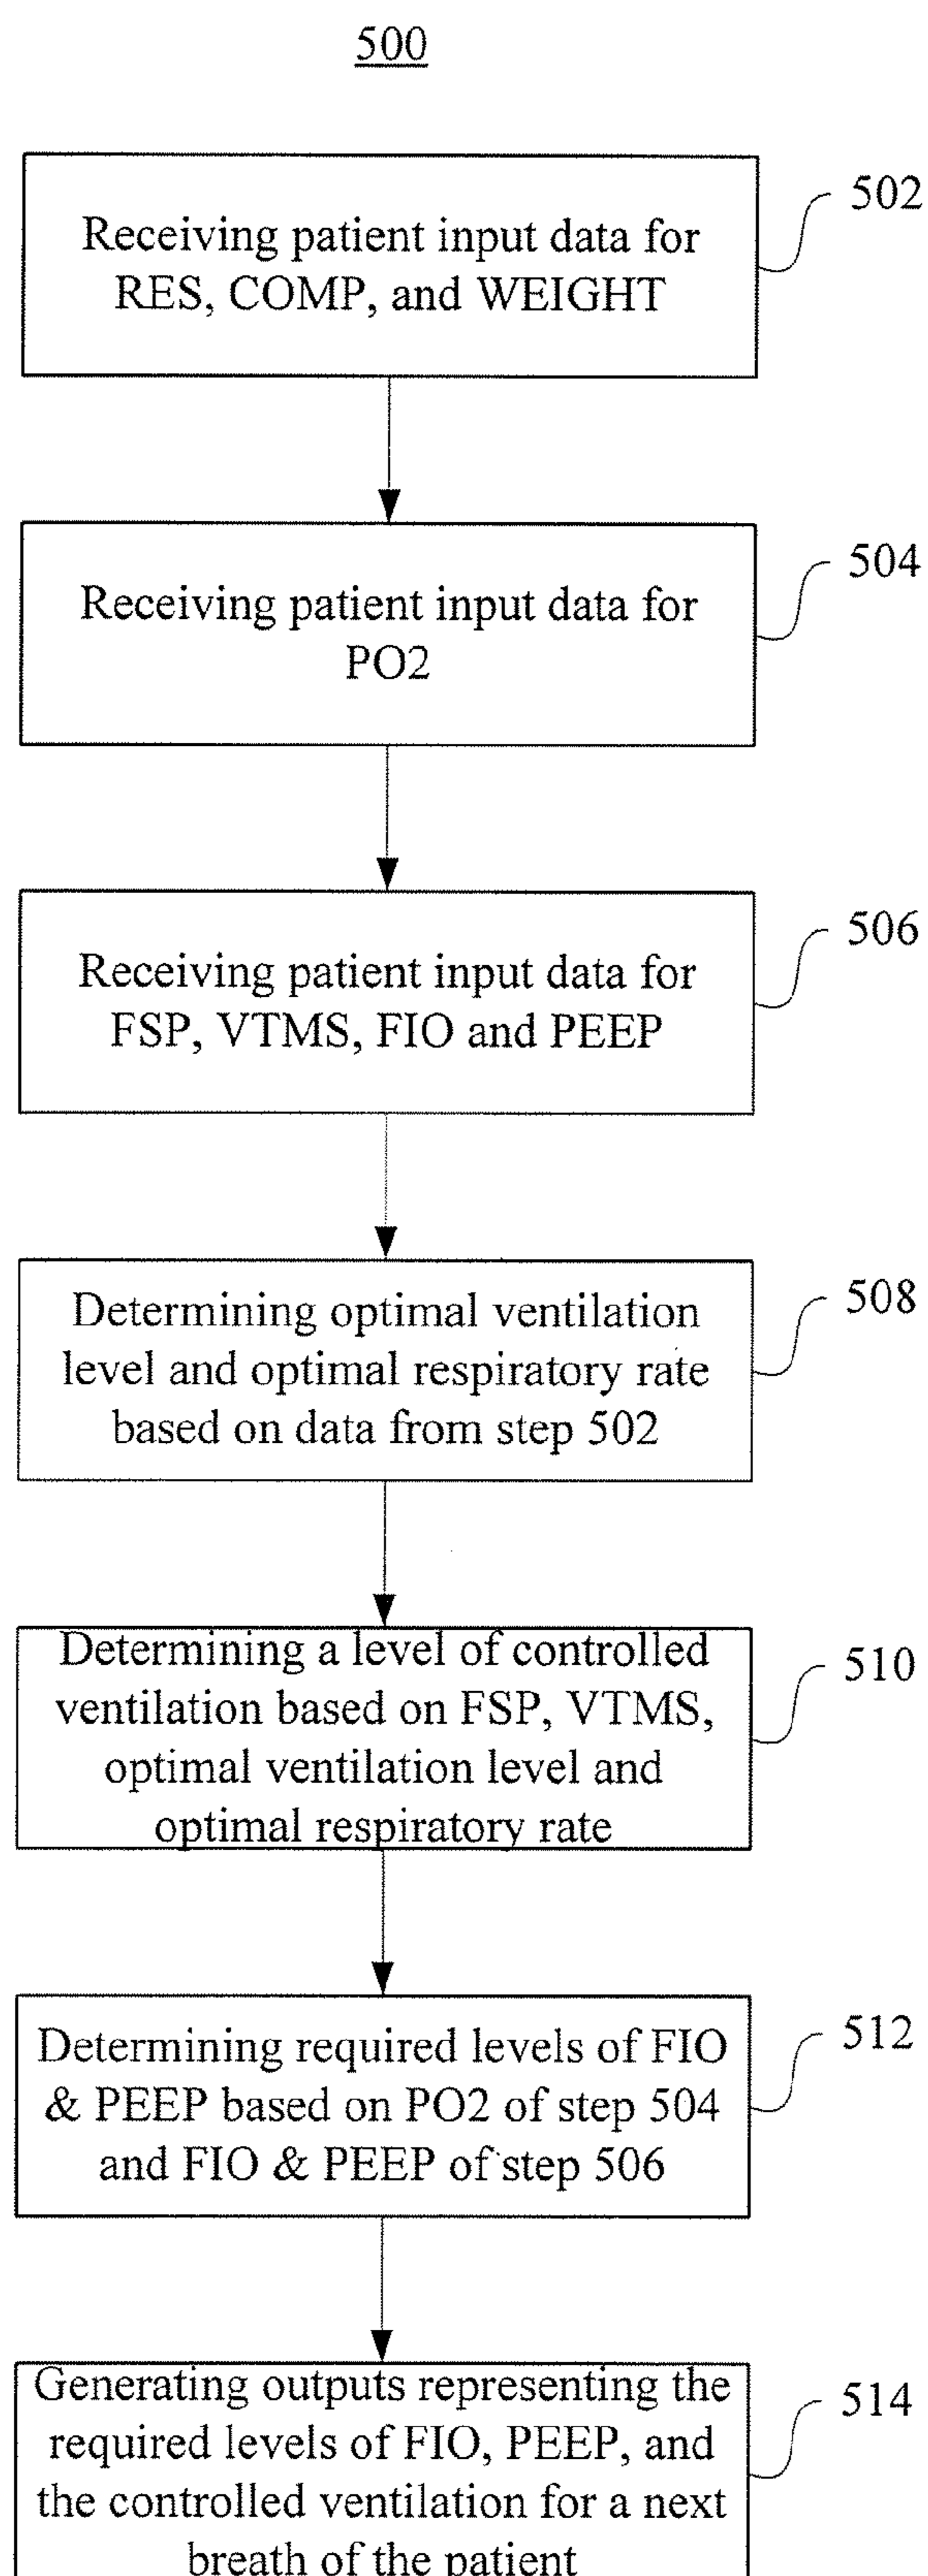 500
Receiving patient input data for
RES, COMP, and WEIGHT
502
Receiving patient input data for
PO2
504
Receiving patient input data for
FSP, VTMS, FIO and PEEP
506
Determining optimal ventilation
level and optimal respiratory rate
based on data from step 502
508
Determining a level of controlled
ventilation based on FSP, VTMS,
optimal ventilation level and
optimal respiratory rate
510
Determining required levels of FIO
& PEEP based on PO2 of step 504
and FIO & PEEP of step 506
512
Generating outputs representing the
required levels of FIO, PEEP, and
the controlled ventilation for a next
breath of the patient
514